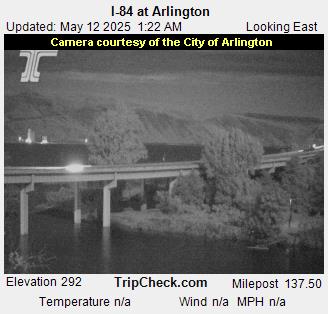 I-84 at Arlington
Updated: May 12 2025 1:22 AM Looking East
Camera courtesy of the City of Arlington
Elevation 292 TripCheck.com Milepost 137.50
Temperature n/a Wind n/a MPH n/a